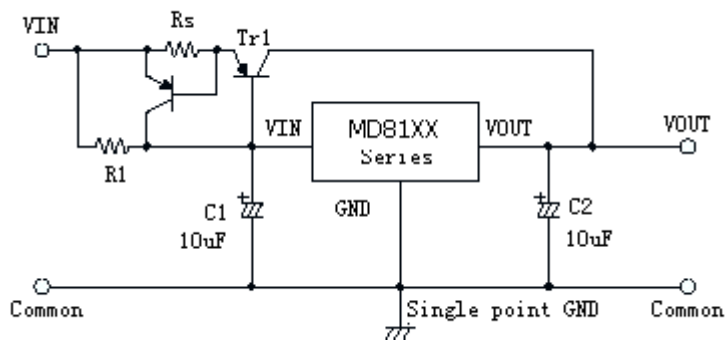 VIN
Rs
Tr1
R1
VIN
MD81XX
Series
VOUT
VOUT
C1
10uF
GND
C2
10uF
Common
Single point GND
Common